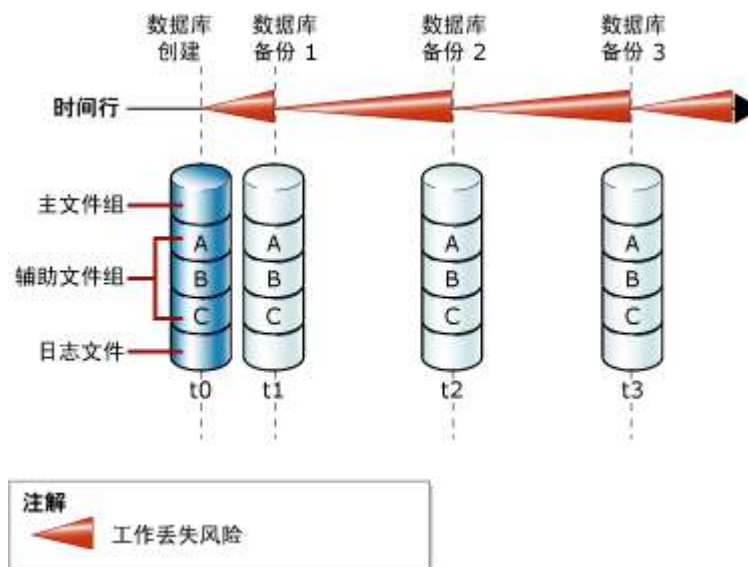 数据库
创建
数据库
备份 1
数据库
备份 2
数据库
备份 3
时间行
主文件组
辅助文件组
日志文件
A
B
C
A
B
C
A
B
C
A
B
C
t0
t1
t2
t3
注解
工作丢失风险